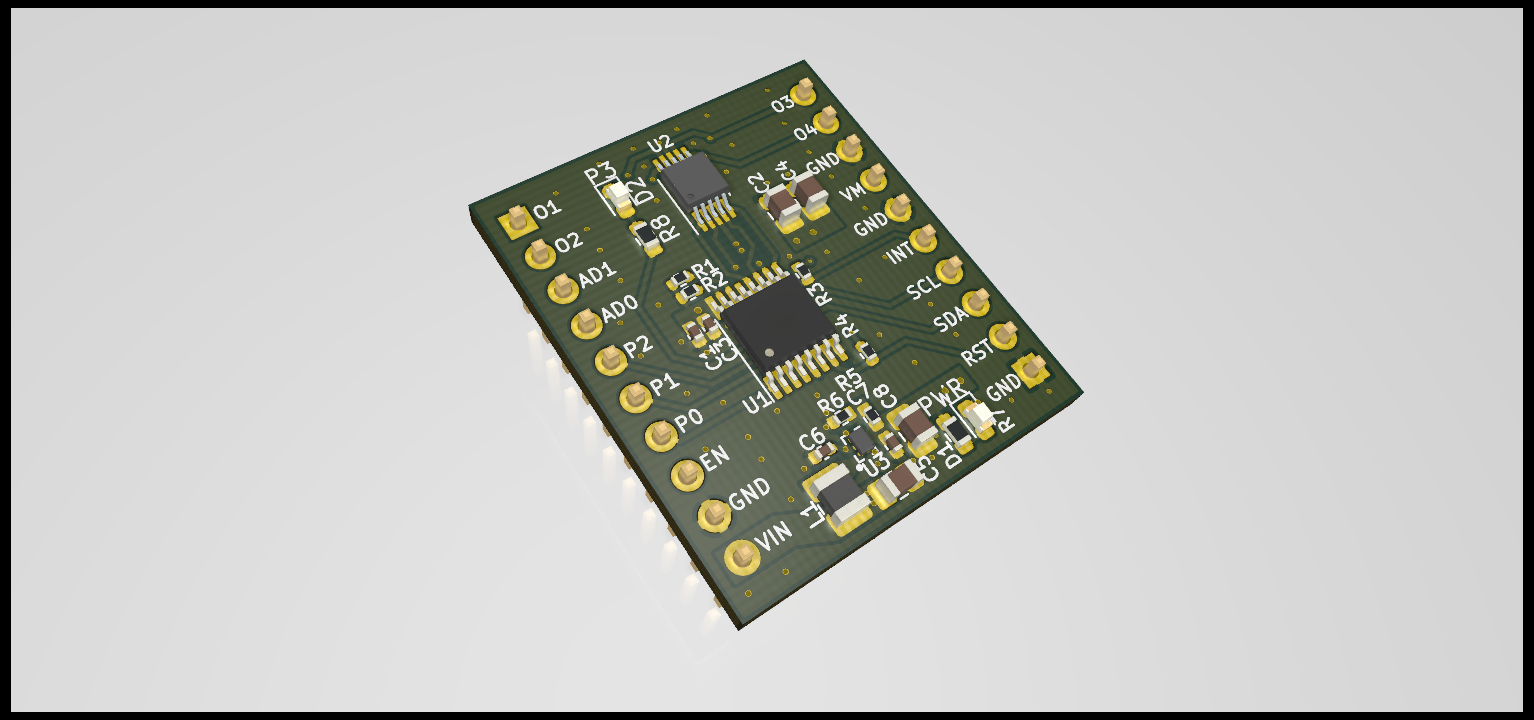 O3
O4
GND
VM
GND
INT
SCL
SDA
RST
GND
U2
P3
D2
R8
C2
C4
O1
O2
AD1
AD0
P2
P1
P0
EN
GND
VIN
R1
R2
R3
R4
C1
C3
U1
R5
R6
C7
C8
C6
U3
PWR
C5
D1
R7
L1